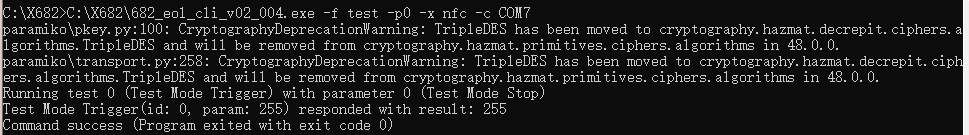 C:\X682>C:\X682\682_eol_cli_v02_004.exe -f test -p0 -x nfc -c COM7
paramiko\pkey.py:100: CryptographyDeprecationWarning: TripleDES has been moved to cryptography.hazmat.decrepit.ciphers.a
lgorithms.TripleDES and will be removed from cryptography.hazmat.primitives.ciphers.algorithms in 48.0.0.
paramiko\transport.py:258: CryptographyDeprecationWarning: TripleDES has been moved to cryptography.hazmat.decrepit.ciph
ers.algorithms.TripleDES and will be removed from cryptography.hazmat.primitives.ciphers.algorithms in 48.0.0.
Running test 0 (Test Mode Trigger) with parameter 0 (Test Mode Stop)
Test Mode Trigger(id: 0, param: 255) responded with result: 255
Command success (Program exited with exit code 0)